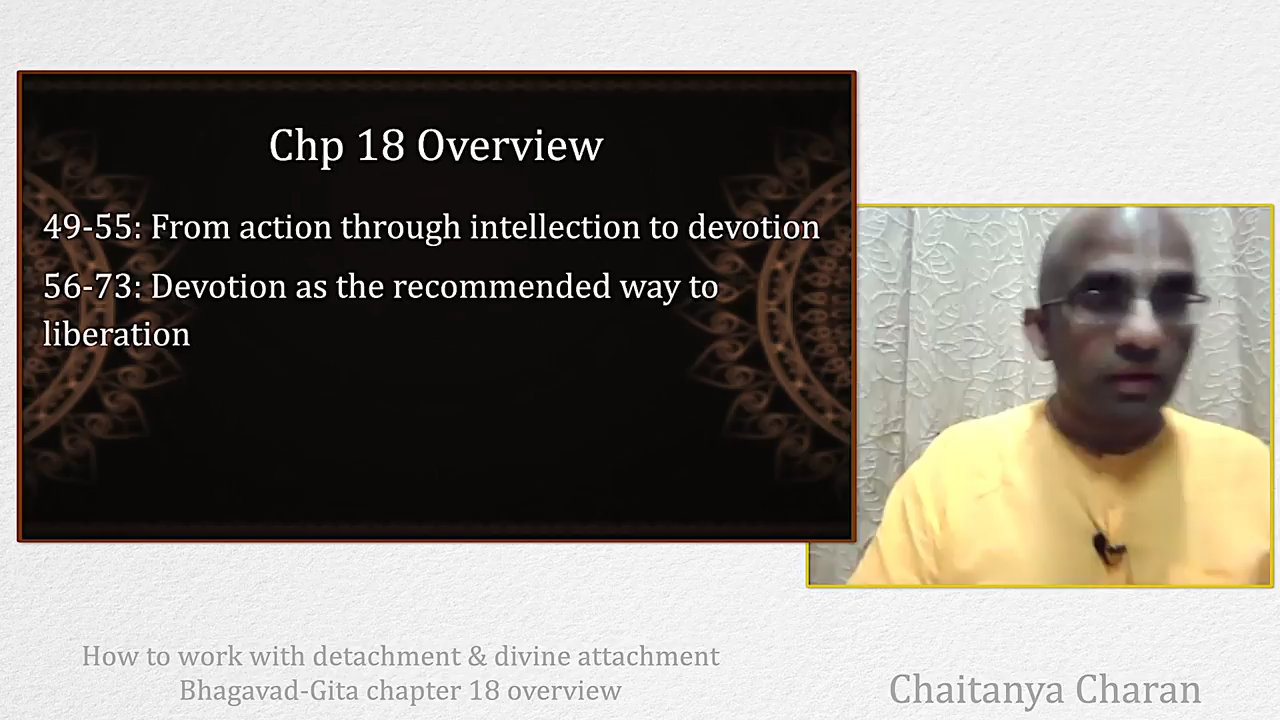 Chp 18 Overview
49-55: From action through intellection to devotion
56-73: Devotion as the recommended way to
liberation
How to work with detachment & divine attachment
Bhagavad-Gita chapter 18 overview
Chaitanya Charan